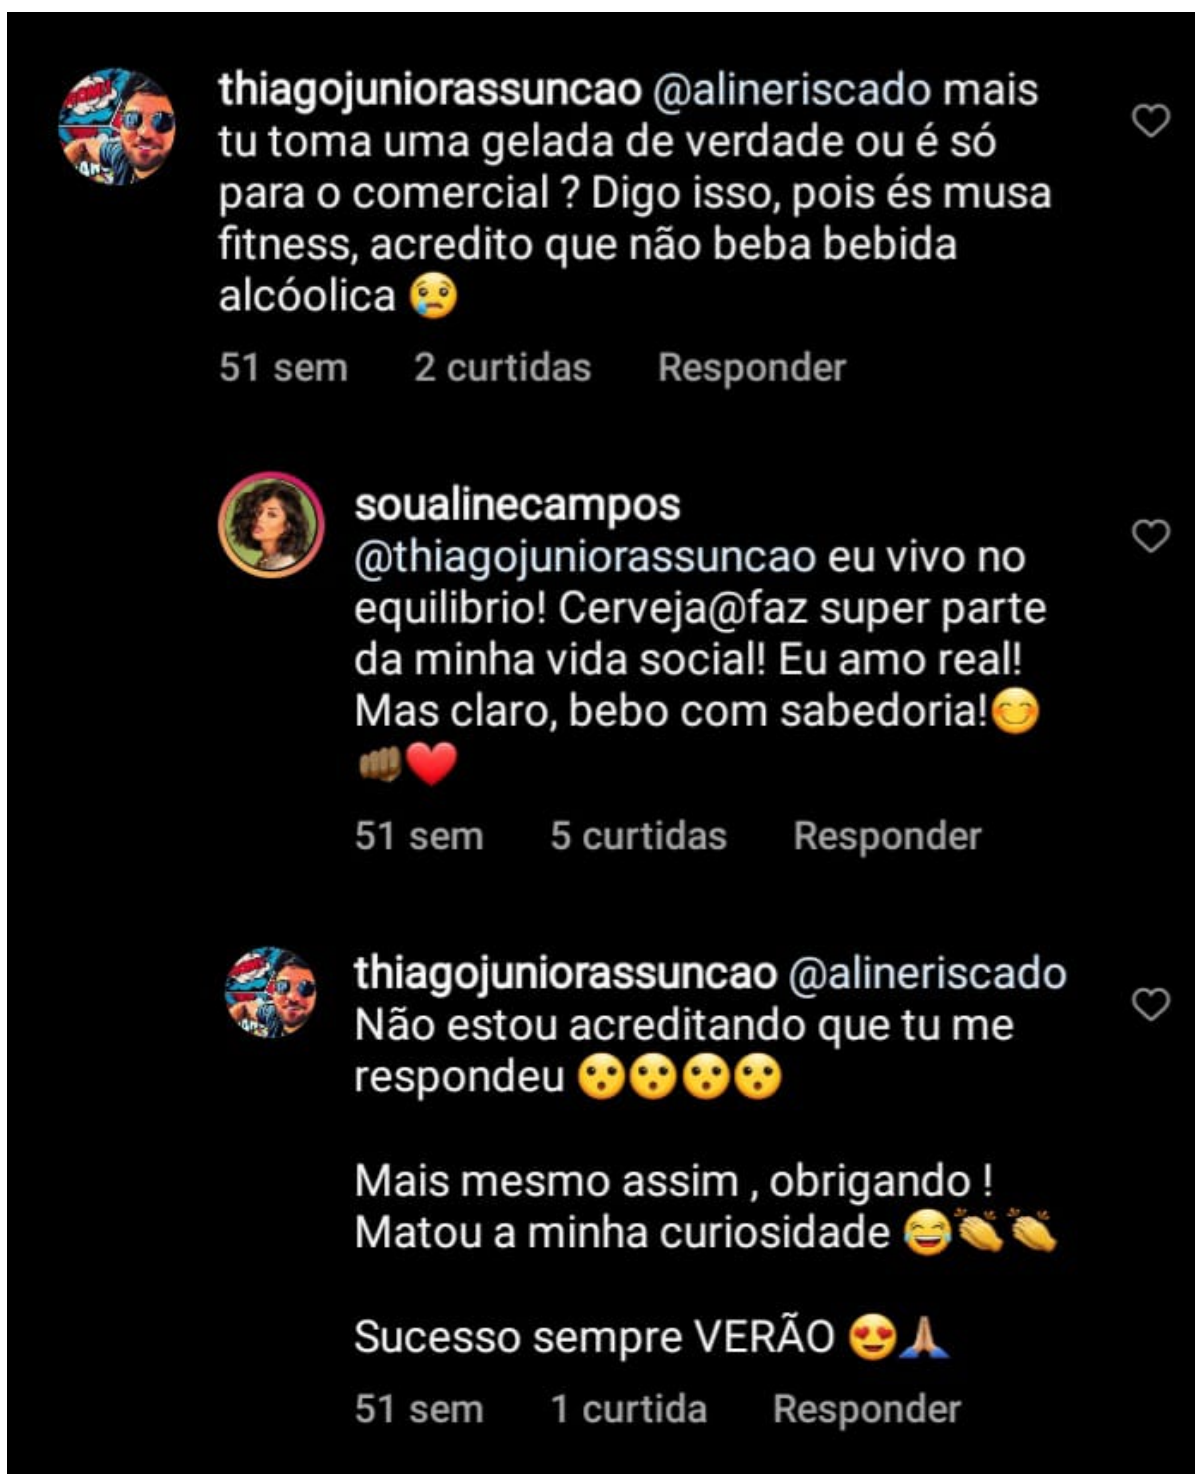 thiagojuniorassuncao @alineriscado mais
tu toma uma gelada de verdade ou é só
para o comercial ? Digo isso, pois és musa
fitness, acredito que não beba bebida
alcóolica 😢
51 sem 2 curtidas Responder
soualinecampos
@thiagojuniorassuncao eu vivo no
equilibrio! Cerveja@faz super parte
da minha vida social! Eu amo real!
Mas claro, bebo com sabedoria!😊
👊🏾❤️
51 sem 5 curtidas Responder
thiagojuniorassuncao @alineriscado
Não estou acreditando que tu me
respondeu 😮😮😮😮
Mais mesmo assim , obrigando !
Matou a minha curiosidade 😂👏👏
Sucesso sempre VERÃO 😍🙏🏼
51 sem 1 curtida Responder